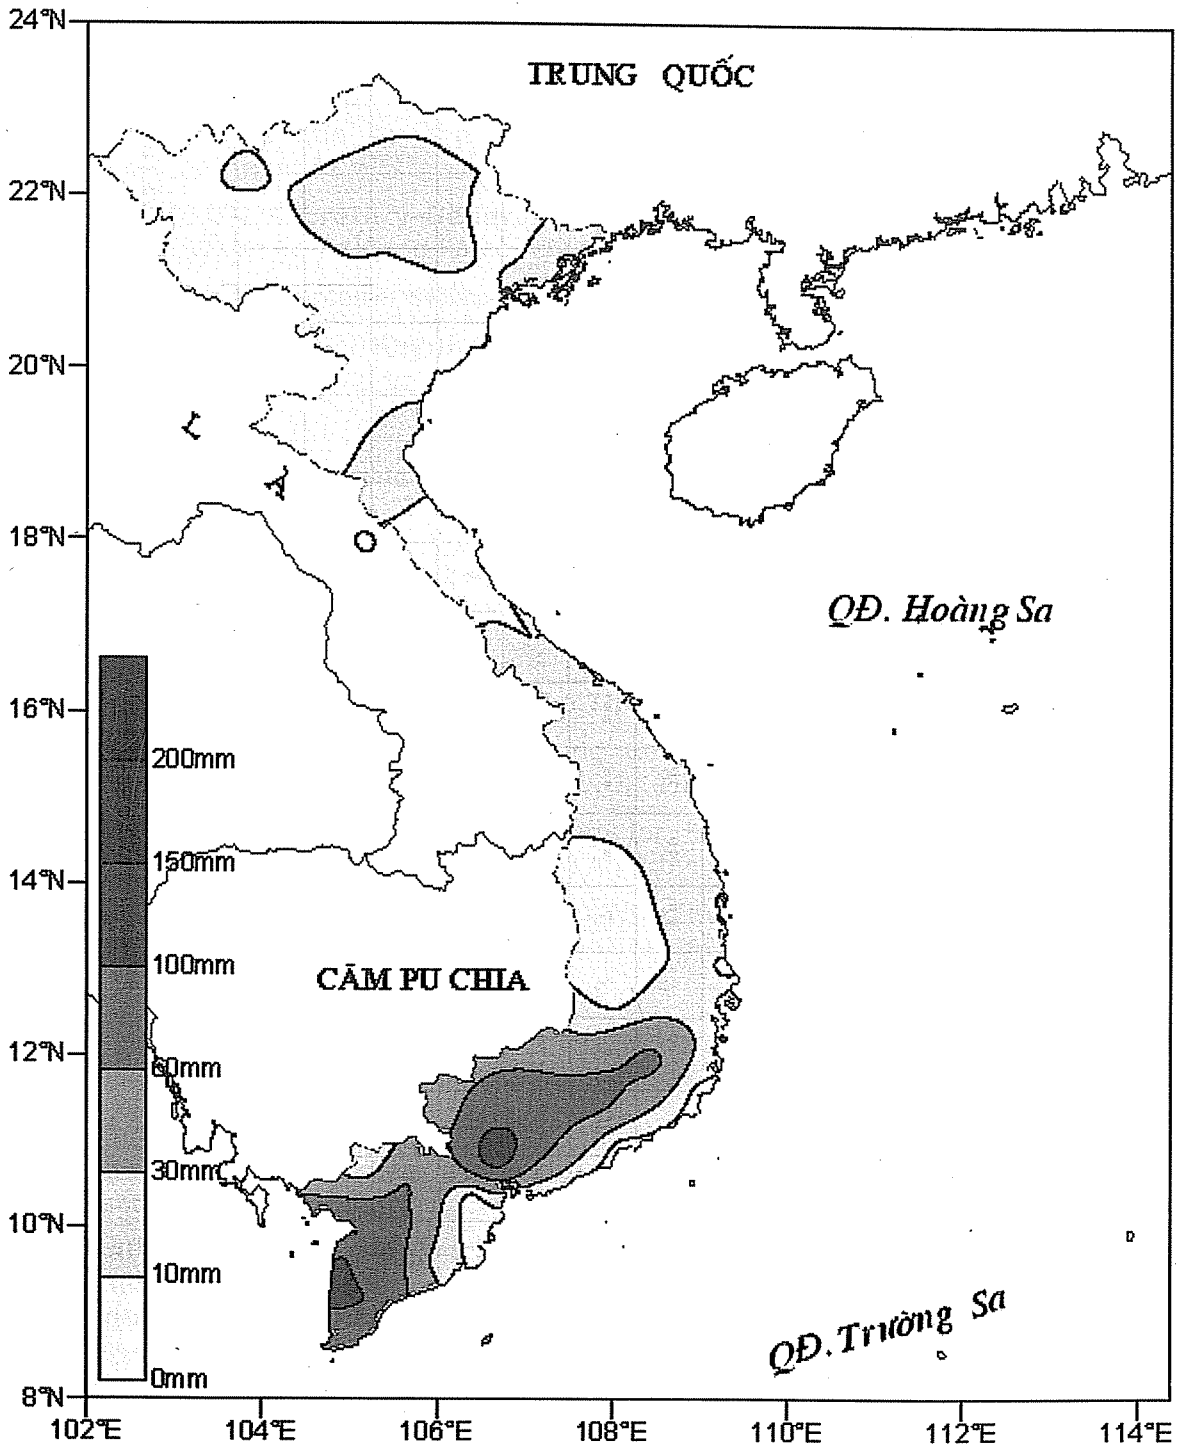 24°N
TRUNG QUỐC
22°N
20°N
L
A
18°N
O
QĐ. Hoàng Sa
16°N
200mm
150mm
14°N
100mm
CĂM PU CHIA
12°N
60mm
30mm
10°N
10mm
QĐ. Trường Sa
0mm
8°N
102°E 104°E 106°E 108°E 110°E 112°E 114°E